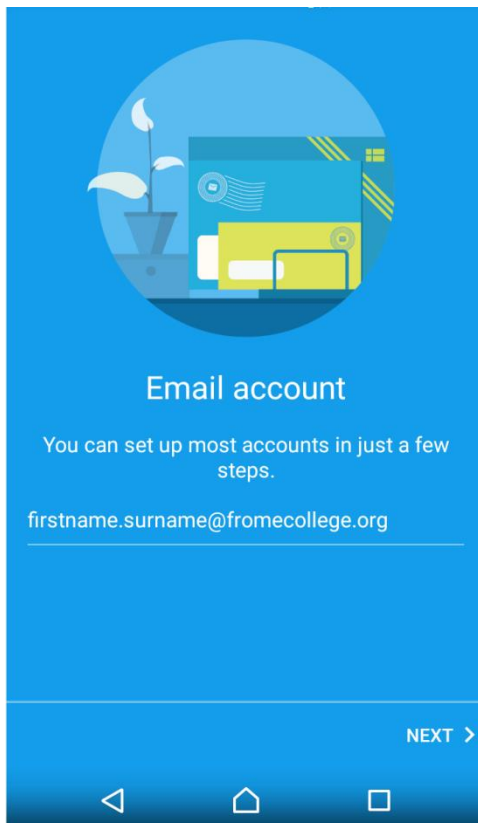 Email account
You can set up most accounts in just a few
steps.
firstname.surname@fromecollege.org
NEXT